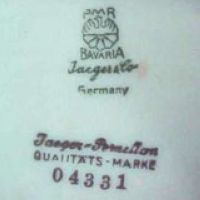 PMR
BAVARIA
Jaeger & Co
Germany
Jaeger-Porzellan
QUALITÄTS-MARKE
04331